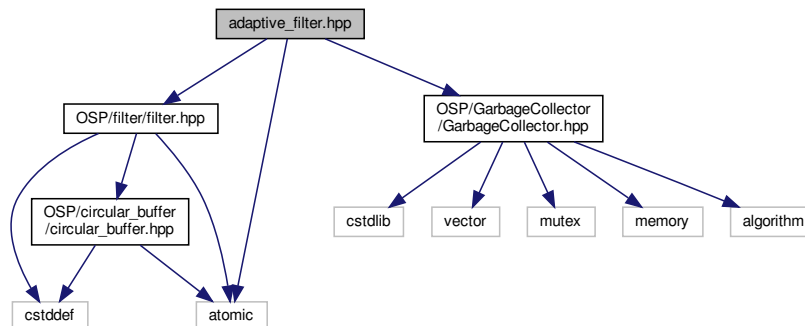 adaptive_filter.hpp
OSP/filter/filter.hpp
OSP/GarbageCollector
/GarbageCollector.hpp
OSP/circular_buffer
/circular_buffer.hpp
cstdlib
vector
mutex
memory
algorithm
cstddef
atomic